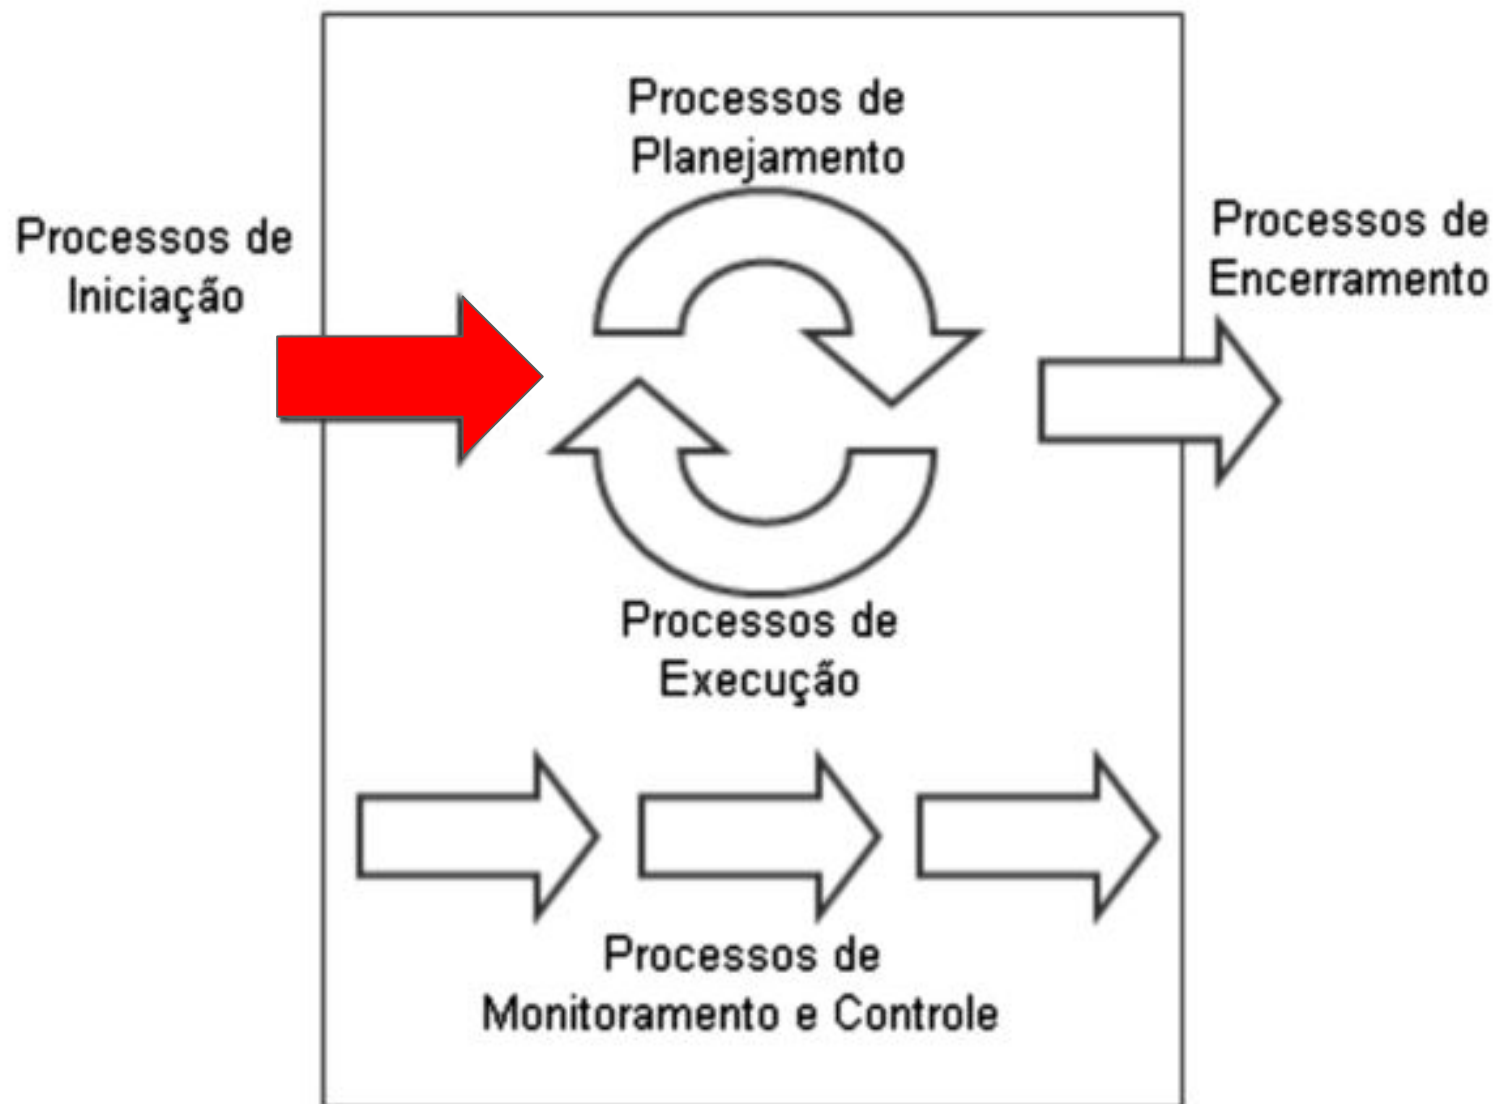 Processos de
Planejamento
Processos de
Iniciação
Processos de
Encerramento
Processos de
Execução
Processos de
Monitoramento e Controle